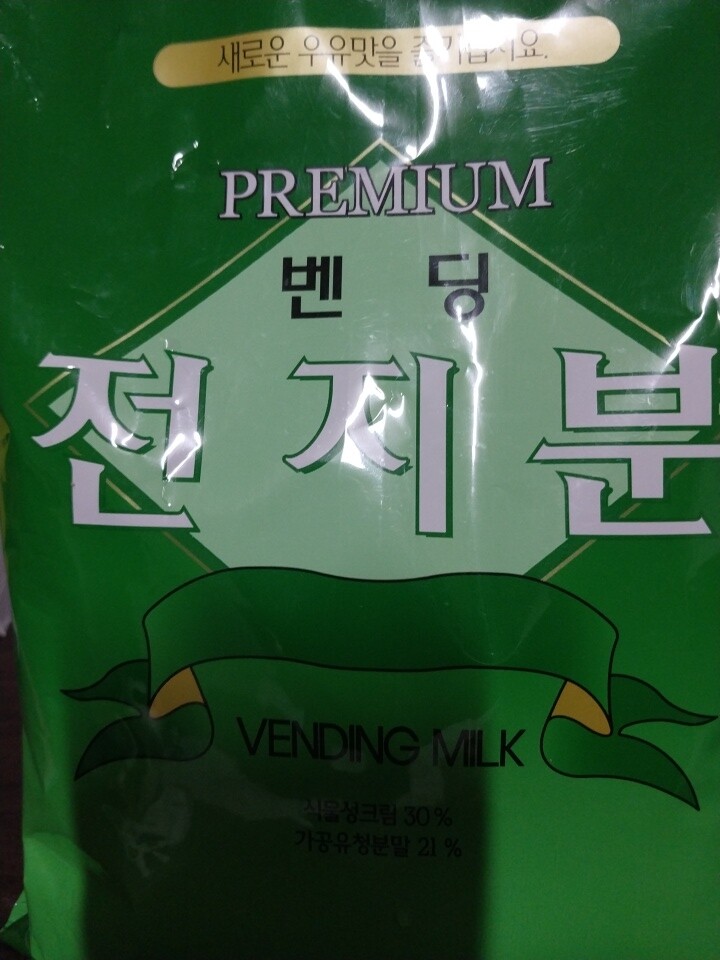 새로운 우유맛을 즐기십시요.
PREMIUM
벤 딩
전 지 분
VENDING MILK
식물성크림 30%
가공유청분말 21 %